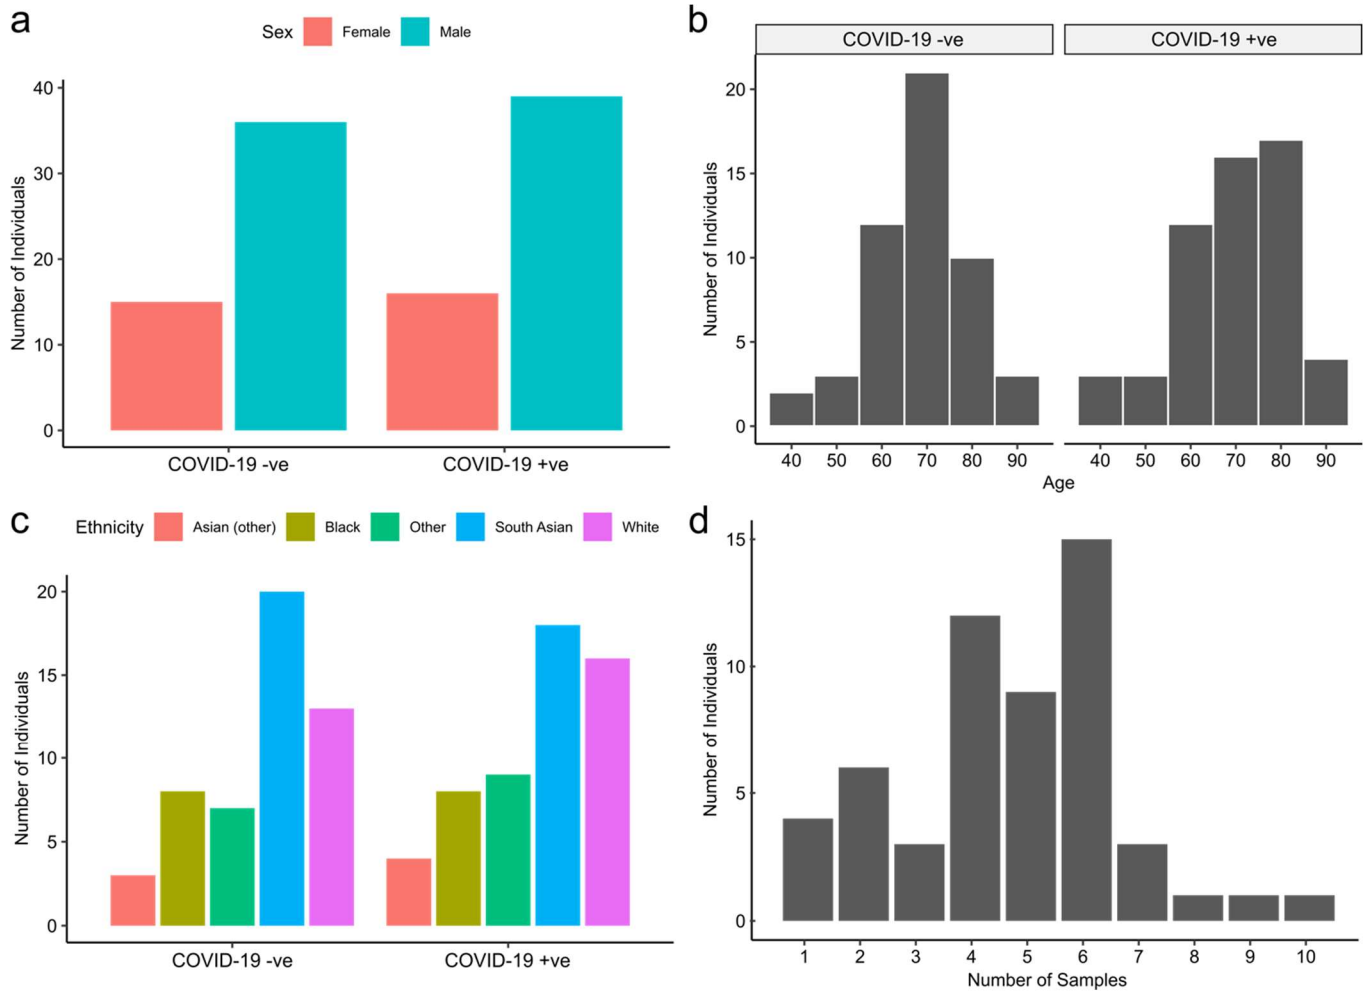 a
Sex Female Male
Number of Individuals
40
30
20
10
0
COVID-19 -ve COVID-19 +ve
b
COVID-19 -ve COVID-19 +ve
Number of Individuals
20
15
10
5
0
40 50 60 70 80 90 40 50 60 70 80 90
Age
c
Ethnicity Asian (other) Black Other South Asian White
Number of Individuals
20
15
10
5
0
COVID-19 -ve COVID-19 +ve
d
Number of Individuals
15
10
5
0
1 2 3 4 5 6 7 8 9 10
Number of Samples